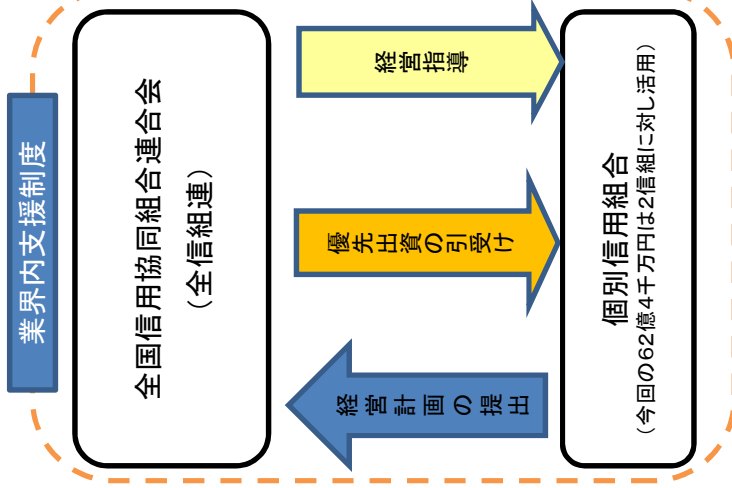 業界内支援制度
全国信用協同組合連合会
（全信組連）
経営指導
優先出資の引受け
経営計画の提出
個別信用組合
（今回の６２億４千万円は２信組に対し活用）